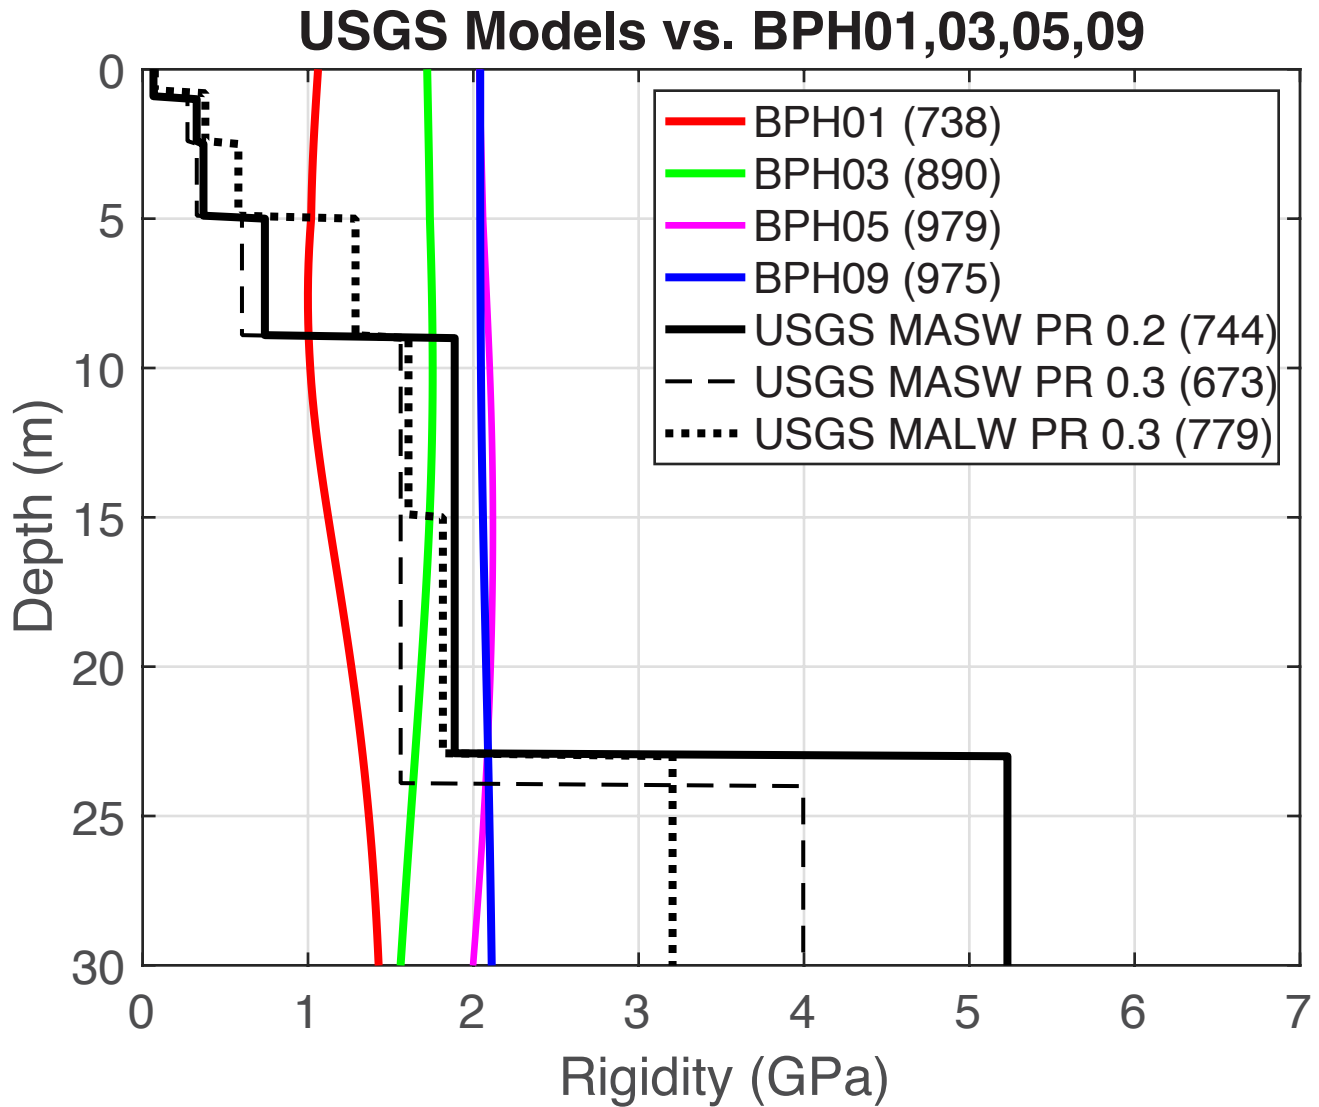 USGS Models vs. BPH01,03,05,09
0
5
10
15
20
25
30
Depth (m)
BPH01 (738)
BPH03 (890)
BPH05 (979)
BPH09 (975)
USGS MASW PR 0.2 (744)
USGS MASW PR 0.3 (673)
USGS MALW PR 0.3 (779)
0 1 2 3 4 5 6 7
Rigidity (GPa)